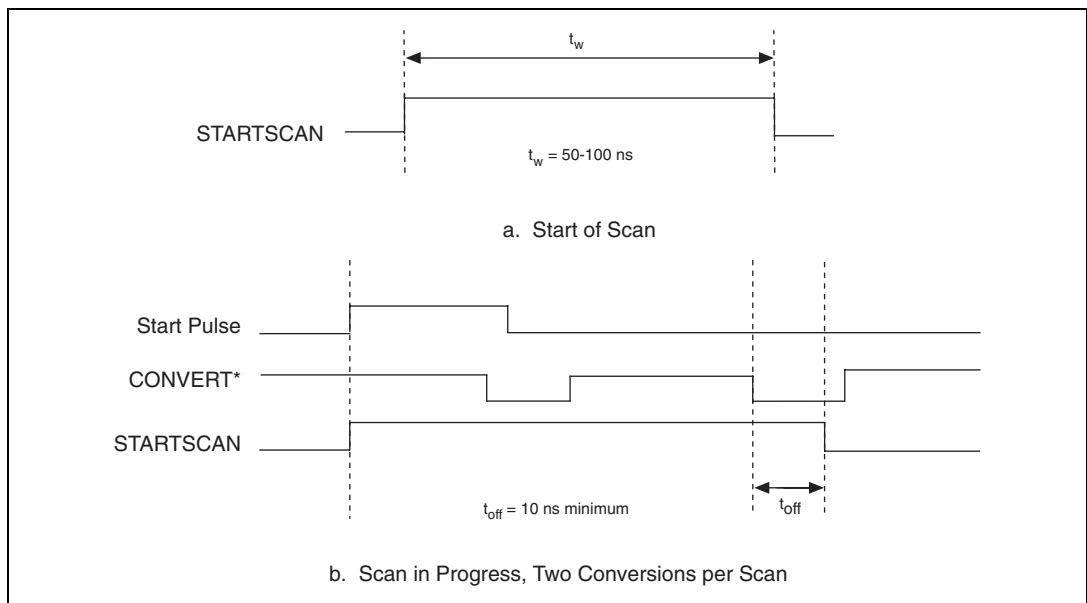 t_w
STARTSCAN
t_w = 50-100 ns
a. Start of Scan
Start Pulse
CONVERT*
STARTSCAN
t_off = 10 ns minimum
t_off
b. Scan in Progress, Two Conversions per Scan